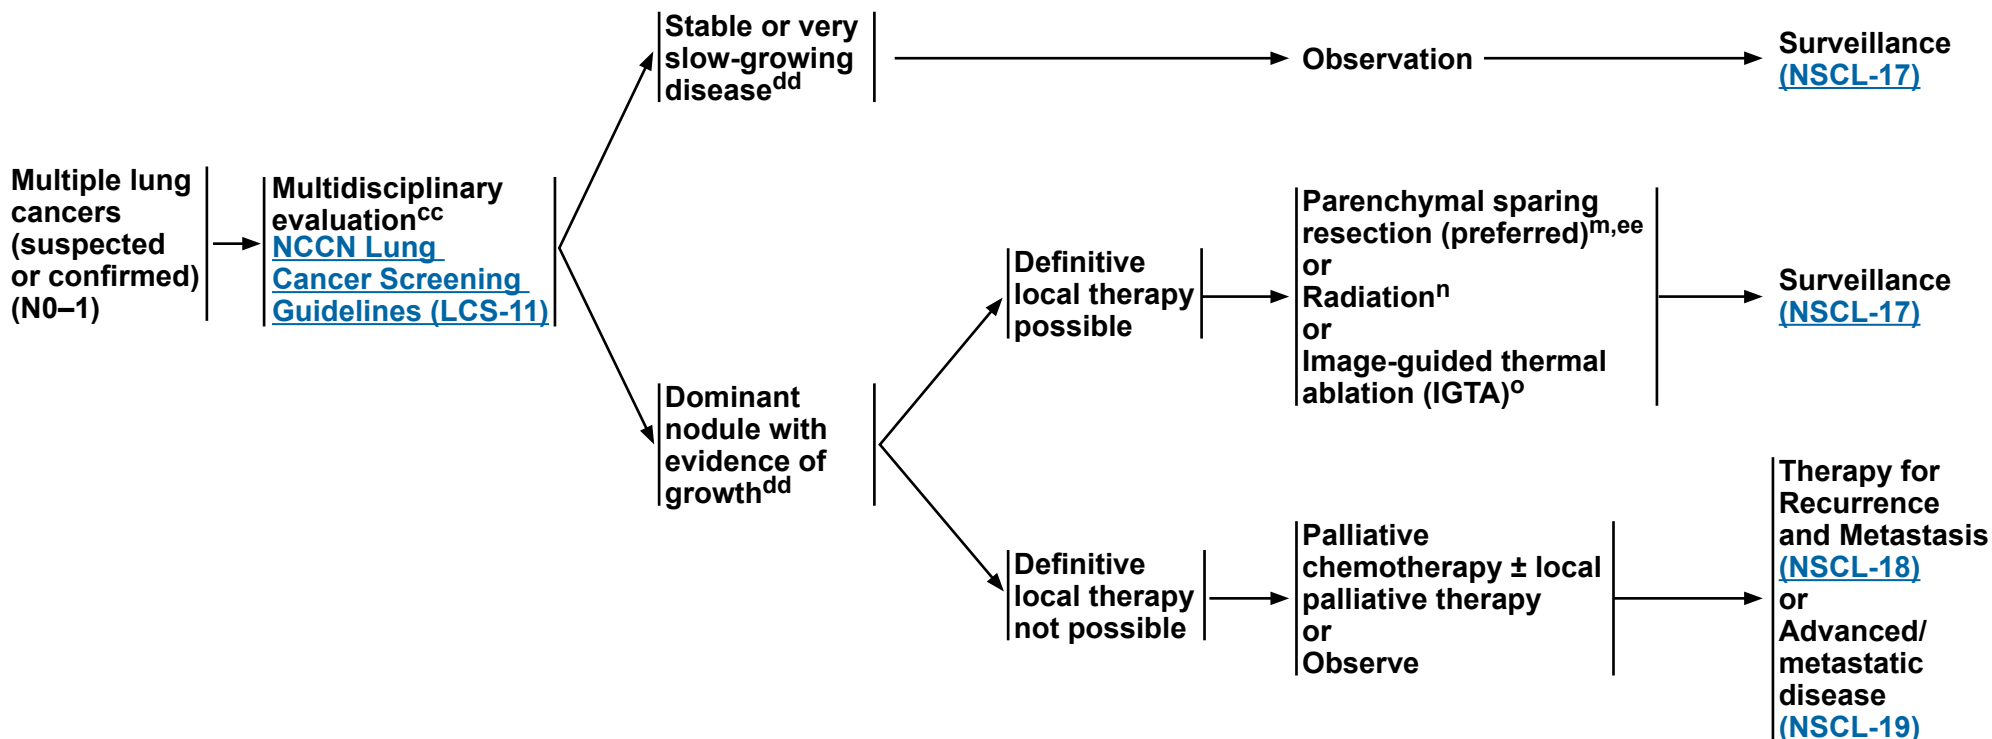 Multiple lung
cancers
(suspected
or confirmed)
(N0–1)
Multidisciplinary
evaluationcc
NCCN Lung
Cancer Screening
Guidelines (LCS-11)
Stable or very
slow-growing
diseasedd
Observation
Surveillance
(NSCL-17)
Dominant
nodule with
evidence of
growthdd
Definitive
local therapy
possible
Parenchymal sparing
resection (preferred)m,ee
or
Radiationn
or
Image-guided thermal
ablation (IGTA)o
Surveillance
(NSCL-17)
Definitive
local therapy
not possible
Palliative
chemotherapy ± local
palliative therapy
or
Observe
Therapy for
Recurrence
and Metastasis
(NSCL-18)
or
Advanced/
metastatic
disease
(NSCL-19)